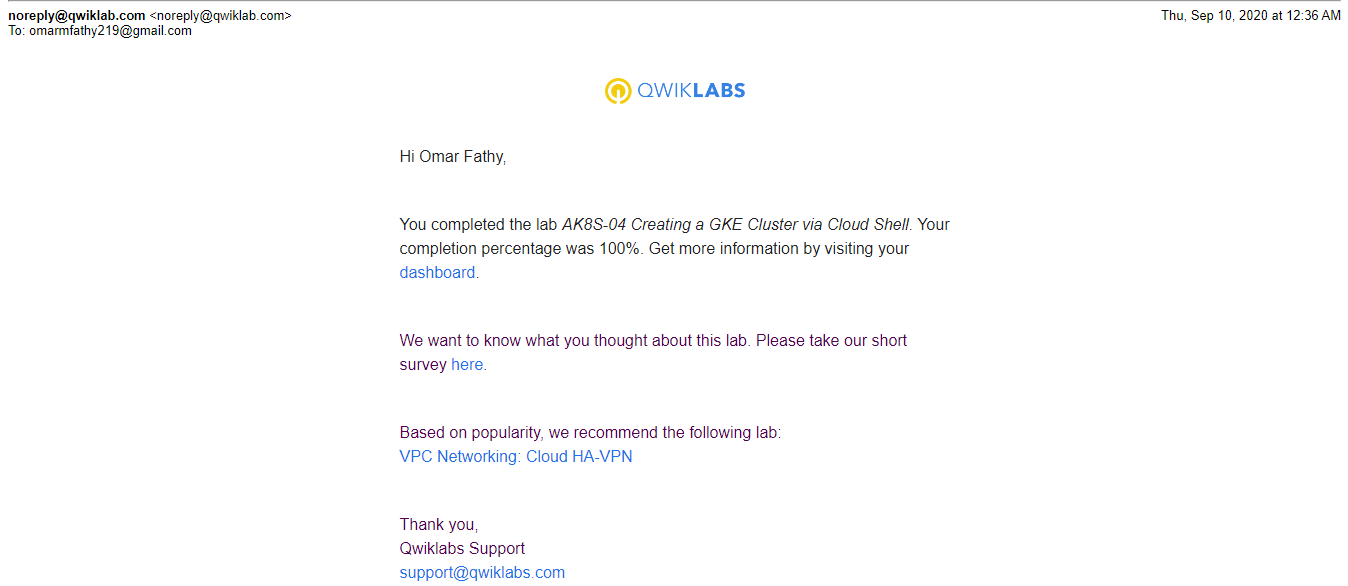 noreply@qwiklab.com <noreply@qwiklab.com> Thu, Sep 10, 2020 at 12:36 AM
To: omarmfathy219@gmail.com
QWIKLABS
Hi Omar Fathy,
You completed the lab AK8S-04 Creating a GKE Cluster via Cloud Shell. Your
completion percentage was 100%. Get more information by visiting your
dashboard.
We want to know what you thought about this lab. Please take our short
survey here.
Based on popularity, we recommend the following lab:
VPC Networking: Cloud HA-VPN
Thank you,
Qwiklabs Support
support@qwiklabs.com